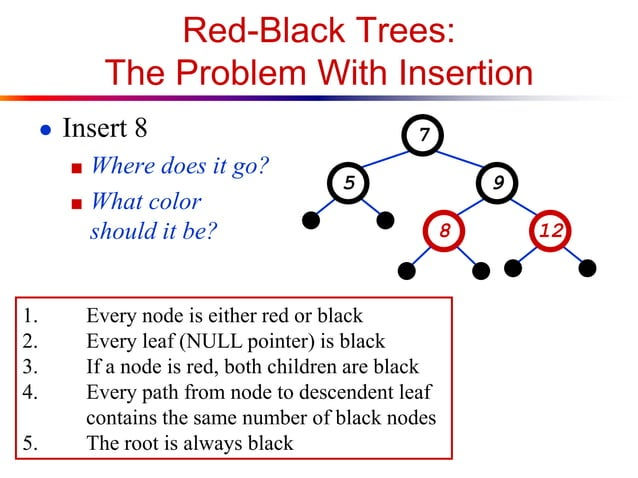 Red-Black Trees:
The Problem With Insertion
● Insert 8
■ Where does it go?
■ What color
should it be?
7
5
9
8
12
1. Every node is either red or black
2. Every leaf (NULL pointer) is black
3. If a node is red, both children are black
4. Every path from node to descendent leaf
contains the same number of black nodes
5. The root is always black